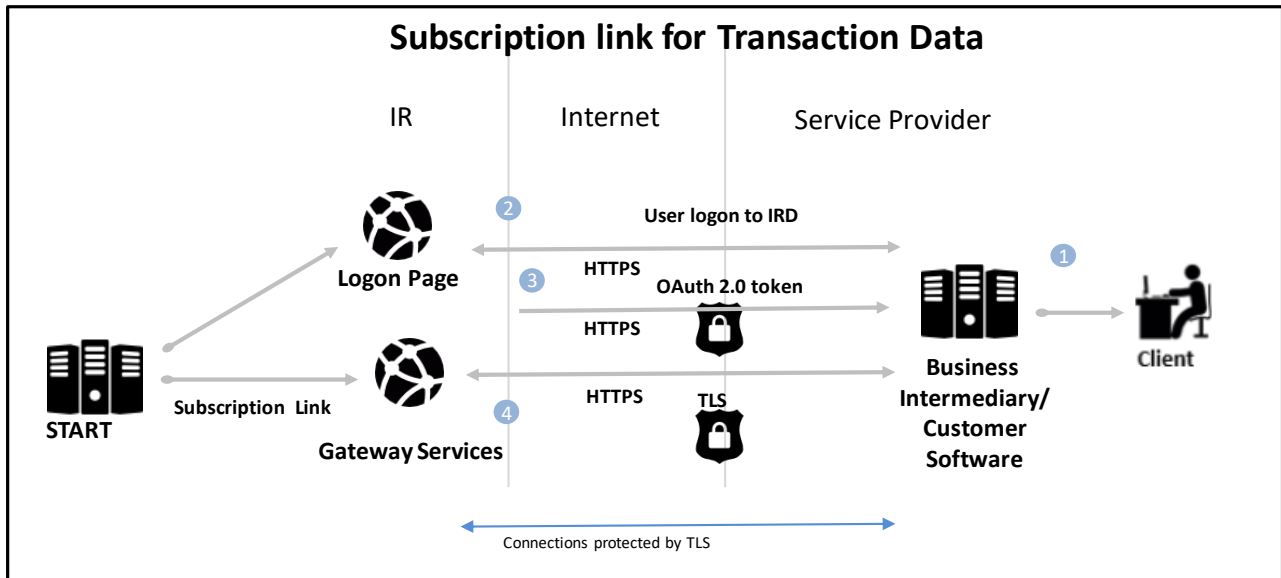 Subscription link for Transaction Data
IR
Internet
Service Provider
2
User logon to IRD
1
HTTPS
Logon Page
3
OAuth 2.0 token
HTTPS
Client
Business
Intermediary/
Customer
Software
HTTPS
TLS
Subscription Link
4
START
Gateway Services
Connections protected by TLS